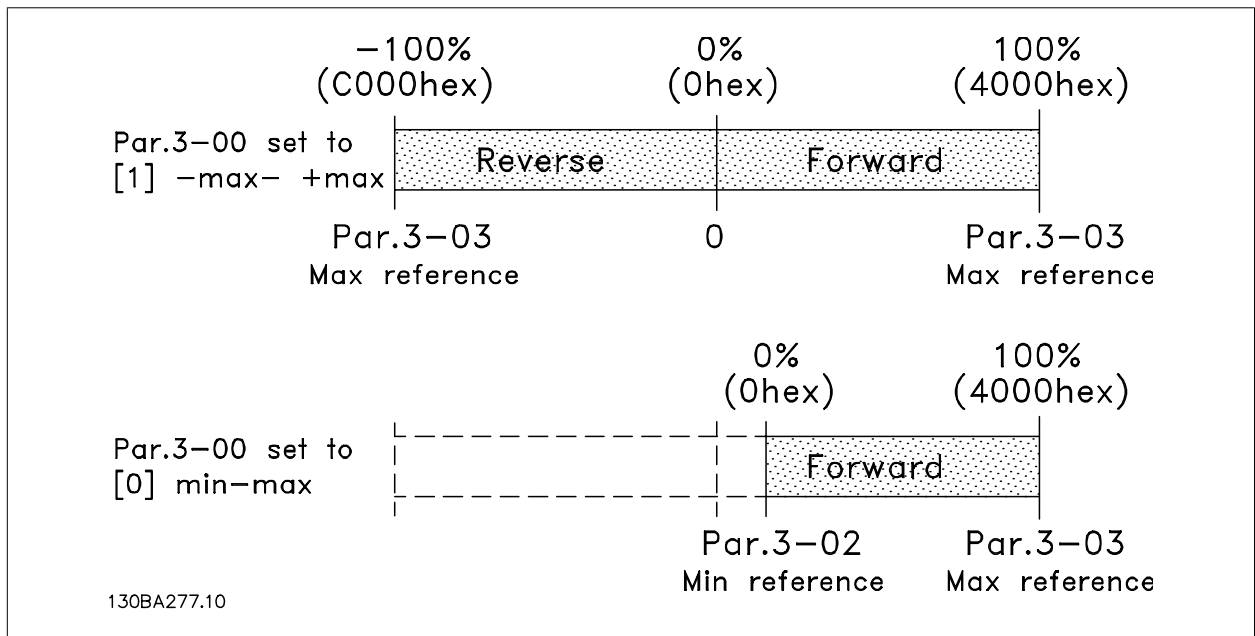 -100% 0% 100%
(C000hex) (0hex) (4000hex)
Par.3-00 set to
[1] -max- +max
Reverse Forward
Par.3-03 0 Par.3-03
Max reference Max reference
0% 100%
(0hex) (4000hex)
Par.3-00 set to
[0] min-max
Forward
Par.3-02 Par.3-03
Min reference Max reference
130BA277.10